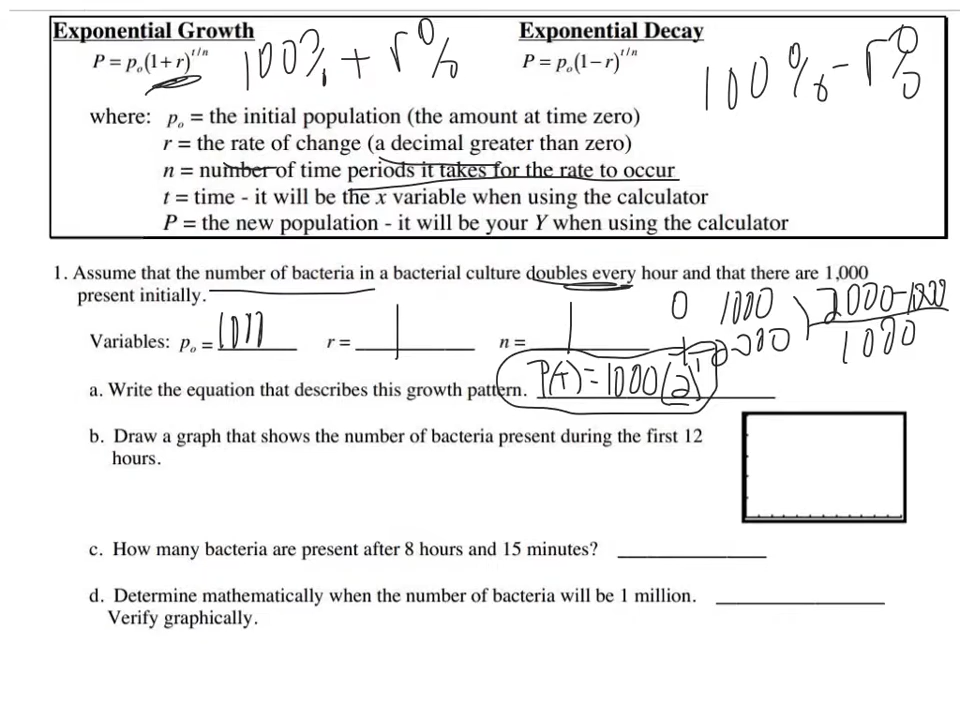 Exponential Growth Exponential Decay
P = pₒ(1+r)^t/n 100% + r% P = pₒ(1−r)^t/n 100% - r%
where: pₒ = the initial population (the amount at time zero)
r = the rate of change (a decimal greater than zero)
n = number of time periods it takes for the rate to occur
t = time - it will be the x variable when using the calculator
P = the new population - it will be your Y when using the calculator
1. Assume that the number of bacteria in a bacterial culture doubles every hour and that there are 1,000
present initially. 0 1000 2000-1000
Variables: pₒ = 1000 r = 1 n = 1 2000 1000
a. Write the equation that describes this growth pattern. P(t) = 1000(2)^t
b. Draw a graph that shows the number of bacteria present during the first 12
hours.
c. How many bacteria are present after 8 hours and 15 minutes?
d. Determine mathematically when the number of bacteria will be 1 million.
Verify graphically.